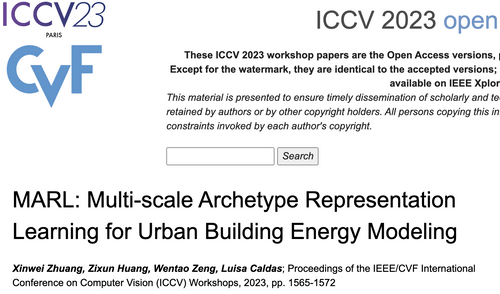 ICCV23
PARIS
CVF
ICCV 2023 open
These ICCV 2023 workshop papers are the Open Access versions,
Except for the watermark, they are identical to the accepted versions;
available on IEEE Xplor
This material is presented to ensure timely dissemination of scholarly and te
retained by authors or by other copyright holders. All persons copying this in
constraints invoked by each author's copyright.
Search
MARL: Multi-scale Archetype Representation
Learning for Urban Building Energy Modeling
Xinwei Zhuang, Zixun Huang, Wentao Zeng, Luisa Caldas; Proceedings of the IEEE/CVF International
Conference on Computer Vision (ICCV) Workshops, 2023, pp. 1565-1572